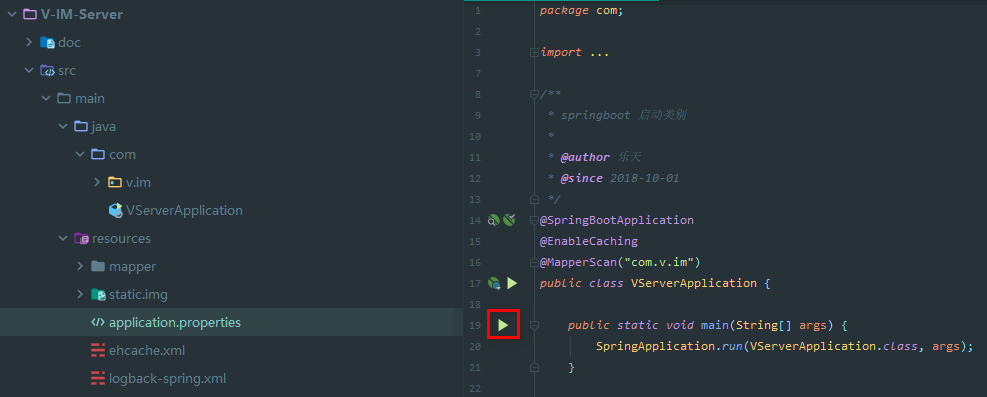 V-IM-Server
doc
src
main
java
com
v.im
VServerApplication
resources
mapper
static.img
application.properties
ehcache.xml
logback-spring.xml
1 package com;
2
3 import ...
7
8 /**
9 * springboot 启动类别
10 *
11 * @author 乐天
12 * @since 2018-10-01
13 */
14 @SpringBootApplication
15 @EnableCaching
16 @MapperScan("com.v.im")
17 public class VServerApplication {
18
19 public static void main(String[] args) {
20 SpringApplication.run(VServerApplication.class, args);
21 }
22